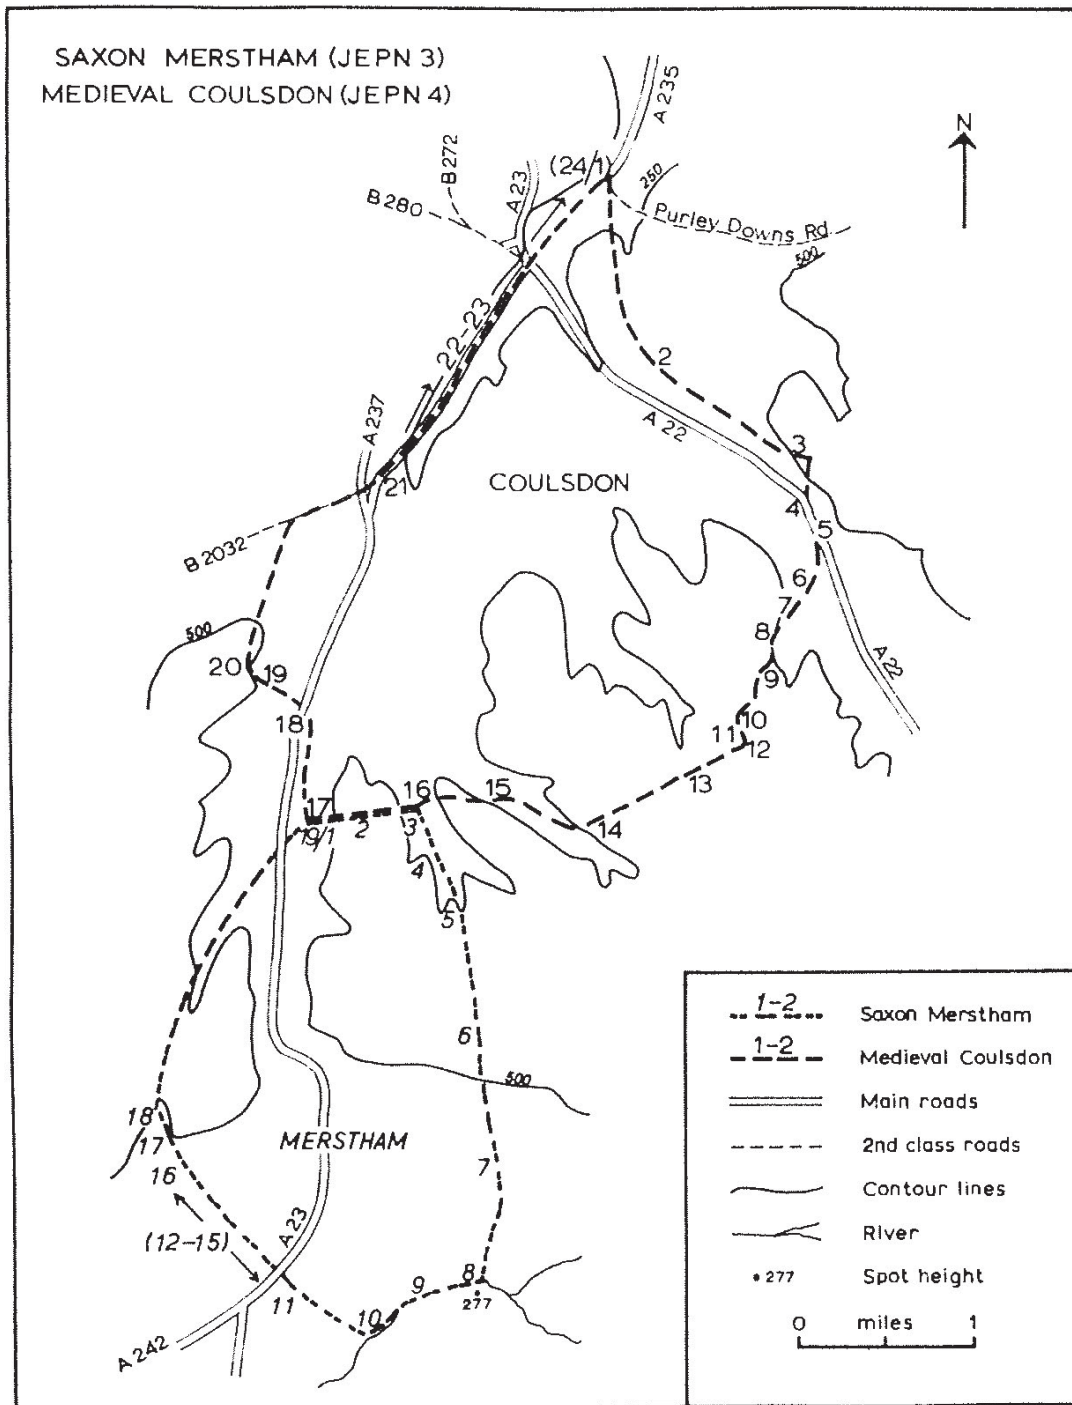 SAXON MERSTHAM (JEPN 3)
MEDIEVAL COULSDON (JEPN 4)
A 235
N
B272
(24/1)
A 23
250
B 280
Purley Downs Rd
500
22-23
2
A 237
A 22
3
21
COULSDON
4
5
B 2032
6
7
500
8
20
19
9
A 22
18
10
11
12
13
16
15
17
14
19/1
2
3
4
5
6
1-2
Saxon Merstham
500
1-2
Medieval Coulsdon
18
Main roads
17
MERSTHAM
16
7
2nd class roads
Contour lines
(12-15)
A 23
River
8
9
277
Spot height
11
277
10
0 miles 1
A 242